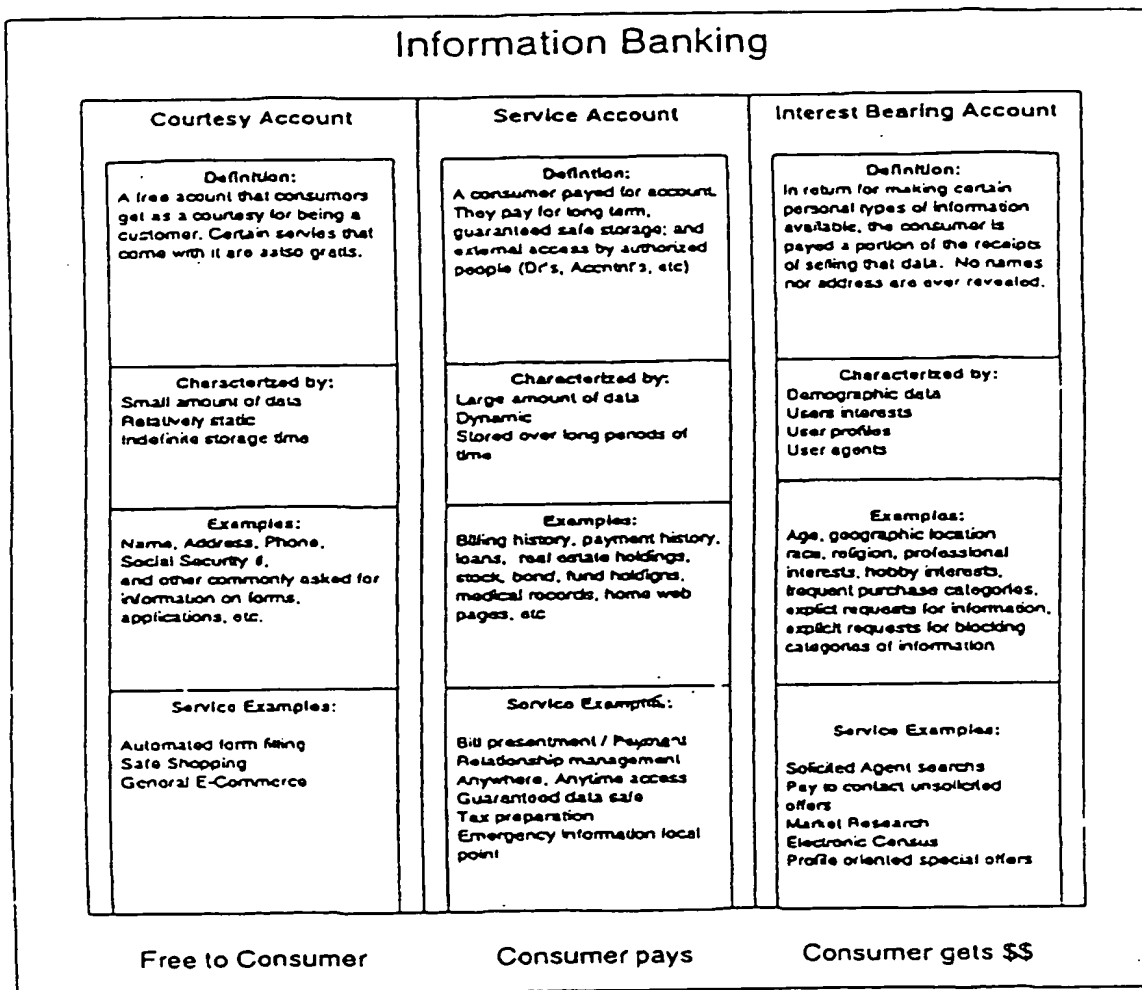 Information Banking
Courtesy Account
Definition:
A free acount that consumers
get as a courtesy for being a
customer. Certain servies that
come with it are aatso gratis.
Characterized by:
Small amount of data
Relatively static
Indefinite storage time
Examples:
Name, Address, Phone,
Social Security #,
and other commonly asked for
information on forms,
applications, etc.
Service Examples:
Automated form filling
Safe Shopping
General E-Commerce
Free to Consumer
Service Account
Defintion:
A consumer payed for account.
They pay for long term,
guaranteed safe storage; and
external access by authorized
people (Dr's, Accntnt's, etc)
Characterized by:
Large amount of data
Dynamic
Stored over long periods of
time
Examples:
Billing history, payment history,
loans, real estate holdings,
stock, bond, fund holdigns,
medical records, home web
pages, etc
Service Examples:
Bill presentment / Payment
Relationship management
Anywhere, Anytime access
Guaranteed data safe
Tax preparation
Emergency Information local
point
Consumer pays
Interest Bearing Account
Definition:
In return for making certain
personal types of information
available, the consumer is
payed a portion of the receipts
of selling that data. No names
nor address are ever revealed.
Characterized by:
Demographic data
Users interests
User profiles
User agents
Examples:
Age, geographic location
race, religion, professional
interests, hobby interests,
frequent purchase categories,
explict requests for information,
explicit requests for blocking
categories of information
Service Examples:
Solicited Agent searchs
Pay to contact unsolicited
offers
Market Research
Electronic Census
Profile oriented special offers
Consumer gets $$